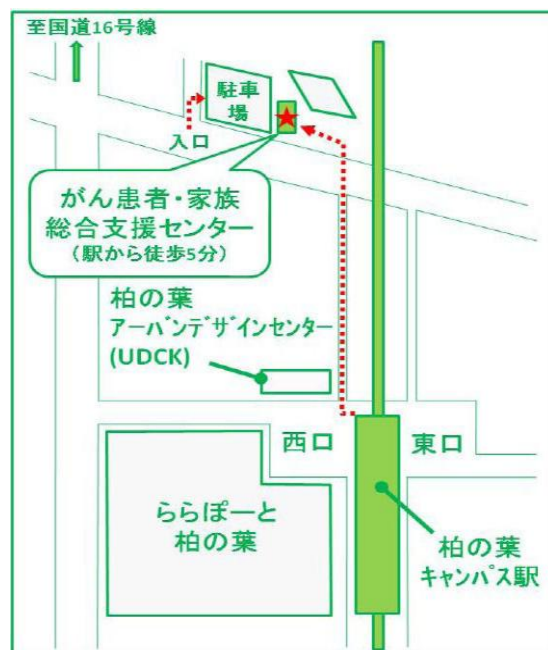 至国道16号線
駐車
場
入口
がん患者・家族
総合支援センター
（駅から徒歩5分）
柏の葉
アーバンデザインセンター
(UDCK)
西口
東口
ららぽーと
柏の葉
柏の葉
キャンパス駅